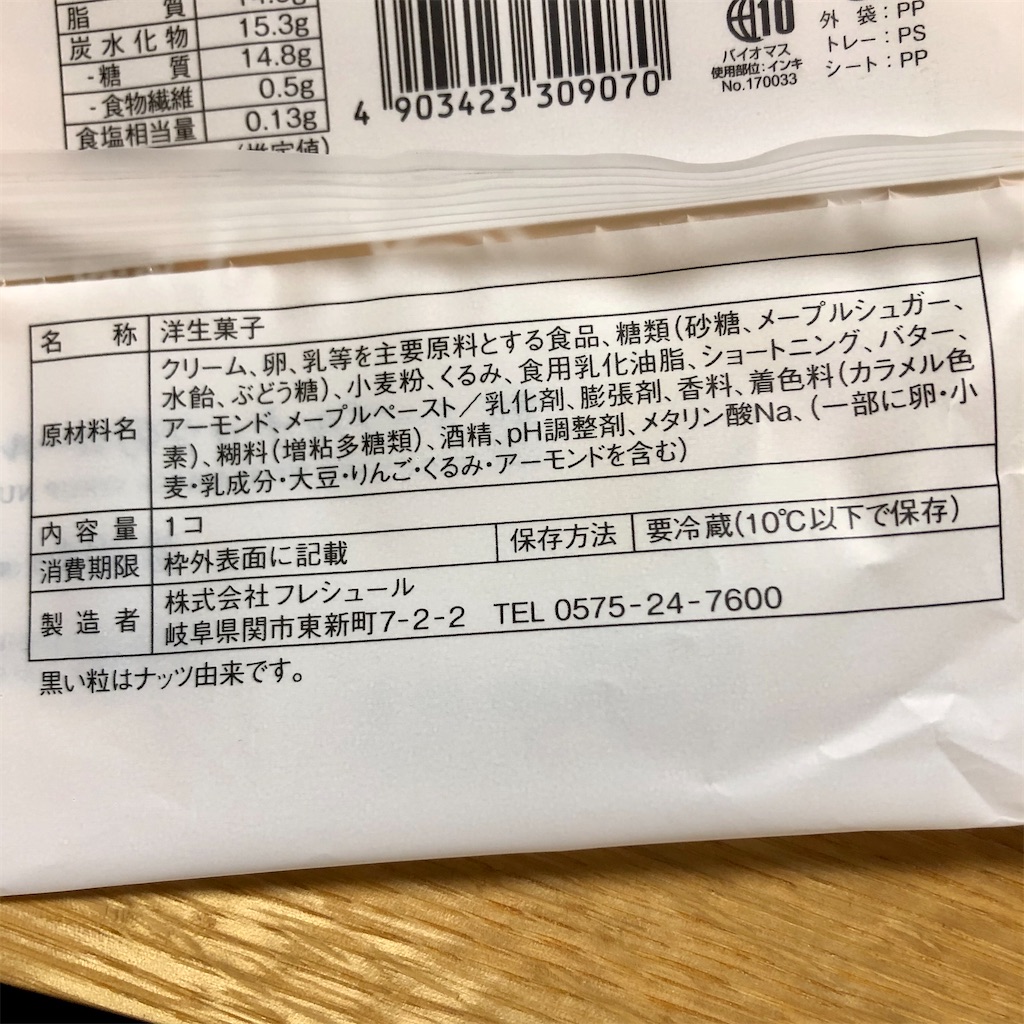 脂 質
炭水化物 15.3g
-糖 質 14.8g
-食物繊維 0.5g
食塩相当量 0.13g
4 903423 309070
10
バイオマス
使用部位:インキ
No.170033
外 袋:PP
トレー:PS
シート:PP
名 称 洋生菓子
原材料名 クリーム、卵、乳等を主要原料とする食品、糖類(砂糖、メープルシュガー、
水飴、ぶどう糖)、小麦粉、くるみ、食用乳化油脂、ショートニング、バター、
アーモンド、メープルペースト/乳化剤、膨張剤、香料、着色料(カラメル色
素)、糊料(増粘多糖類)、酒精、pH調整剤、メタリン酸Na、(一部に卵・小
麦・乳成分・大豆・りんご・くるみ・アーモンドを含む)
内容量 1コ
消費期限 枠外表面に記載 保存方法 要冷蔵(10℃以下で保存)
製造者 株式会社フレシュール
岐阜県関市東新町7-2-2 TEL 0575-24-7600
黒い粒はナッツ由来です。